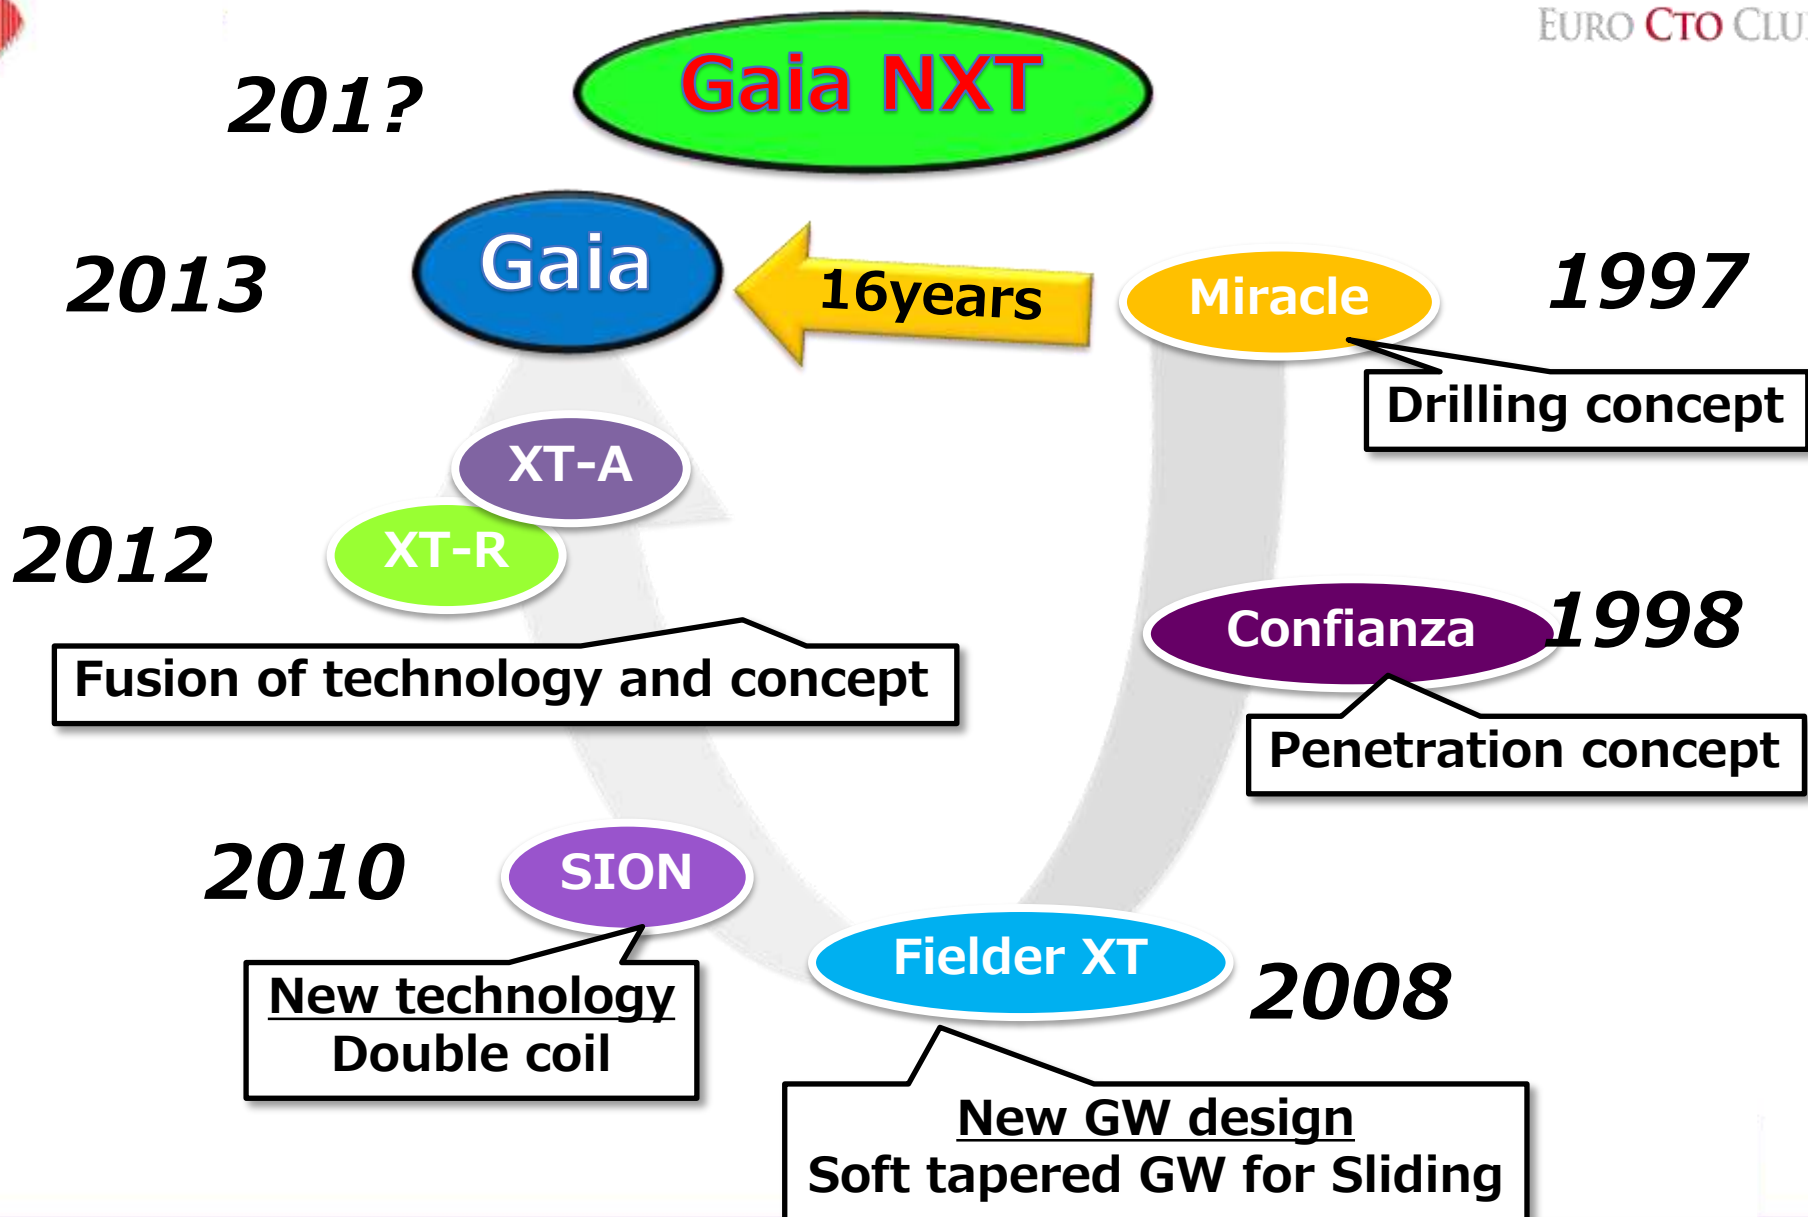 EURO CTO CLU
201?
Gaia NXT
2013
Gaia
16years
Miracle
1997
Drilling concept
XT-A
2012
XT-R
Confianza
1998
Fusion of technology and concept
Penetration concept
2010
SION
Fielder XT
2008
New technology
Double coil
New GW design
Soft tapered GW for Sliding